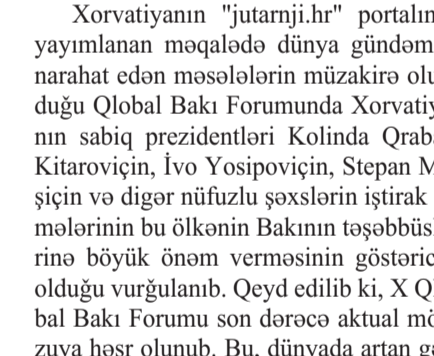 Xorvatiyanın "jutarnji.hr" portalın
yayımlanan məqalədə dünya gündəm
narahat edən məsələlərin müzakirə olu
duğu Qlobal Bakı Forumunda Xorvatiy
nın sabiq prezidentləri Kolinda Qrab
Kitaroviçin, İvo Yosipoviçin, Stepan M
şiçin və digər nüfuzlu şəxslərin iştirak
mələrinin bu ölkənin Bakının təşəbbüs
rinə böyük önəm verməsinin göstəric
olduğu vurğulanıb. Qeyd edilib ki, X Q
bal Bakı Forumu son dərəcə aktual mö
zuya həsr olunub. Bu, dünyada artan gə